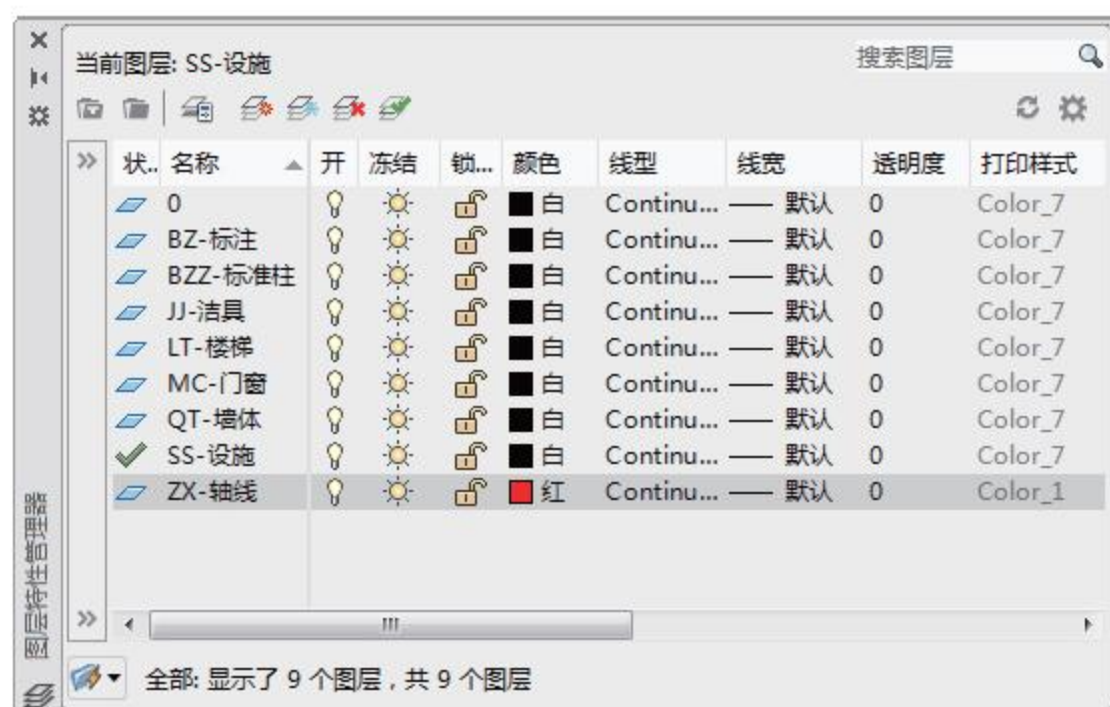 当前图层: SS-设施
搜索图层
状.. 名称 开 冻结 锁... 颜色 线型 线宽 透明度 打印样式
0 白 Continu... 默认 0 Color_7
BZ-标注 白 Continu... 默认 0 Color_7
BZZ-标准柱 白 Continu... 默认 0 Color_7
JJ-洁具 白 Continu... 默认 0 Color_7
LT-楼梯 白 Continu... 默认 0 Color_7
MC-门窗 白 Continu... 默认 0 Color_7
QT-墙体 白 Continu... 默认 0 Color_7
SS-设施 白 Continu... 默认 0 Color_7
ZX-轴线 红 Continu... 默认 0 Color_1
图层特性管理器
全部: 显示了 9 个图层 , 共 9 个图层